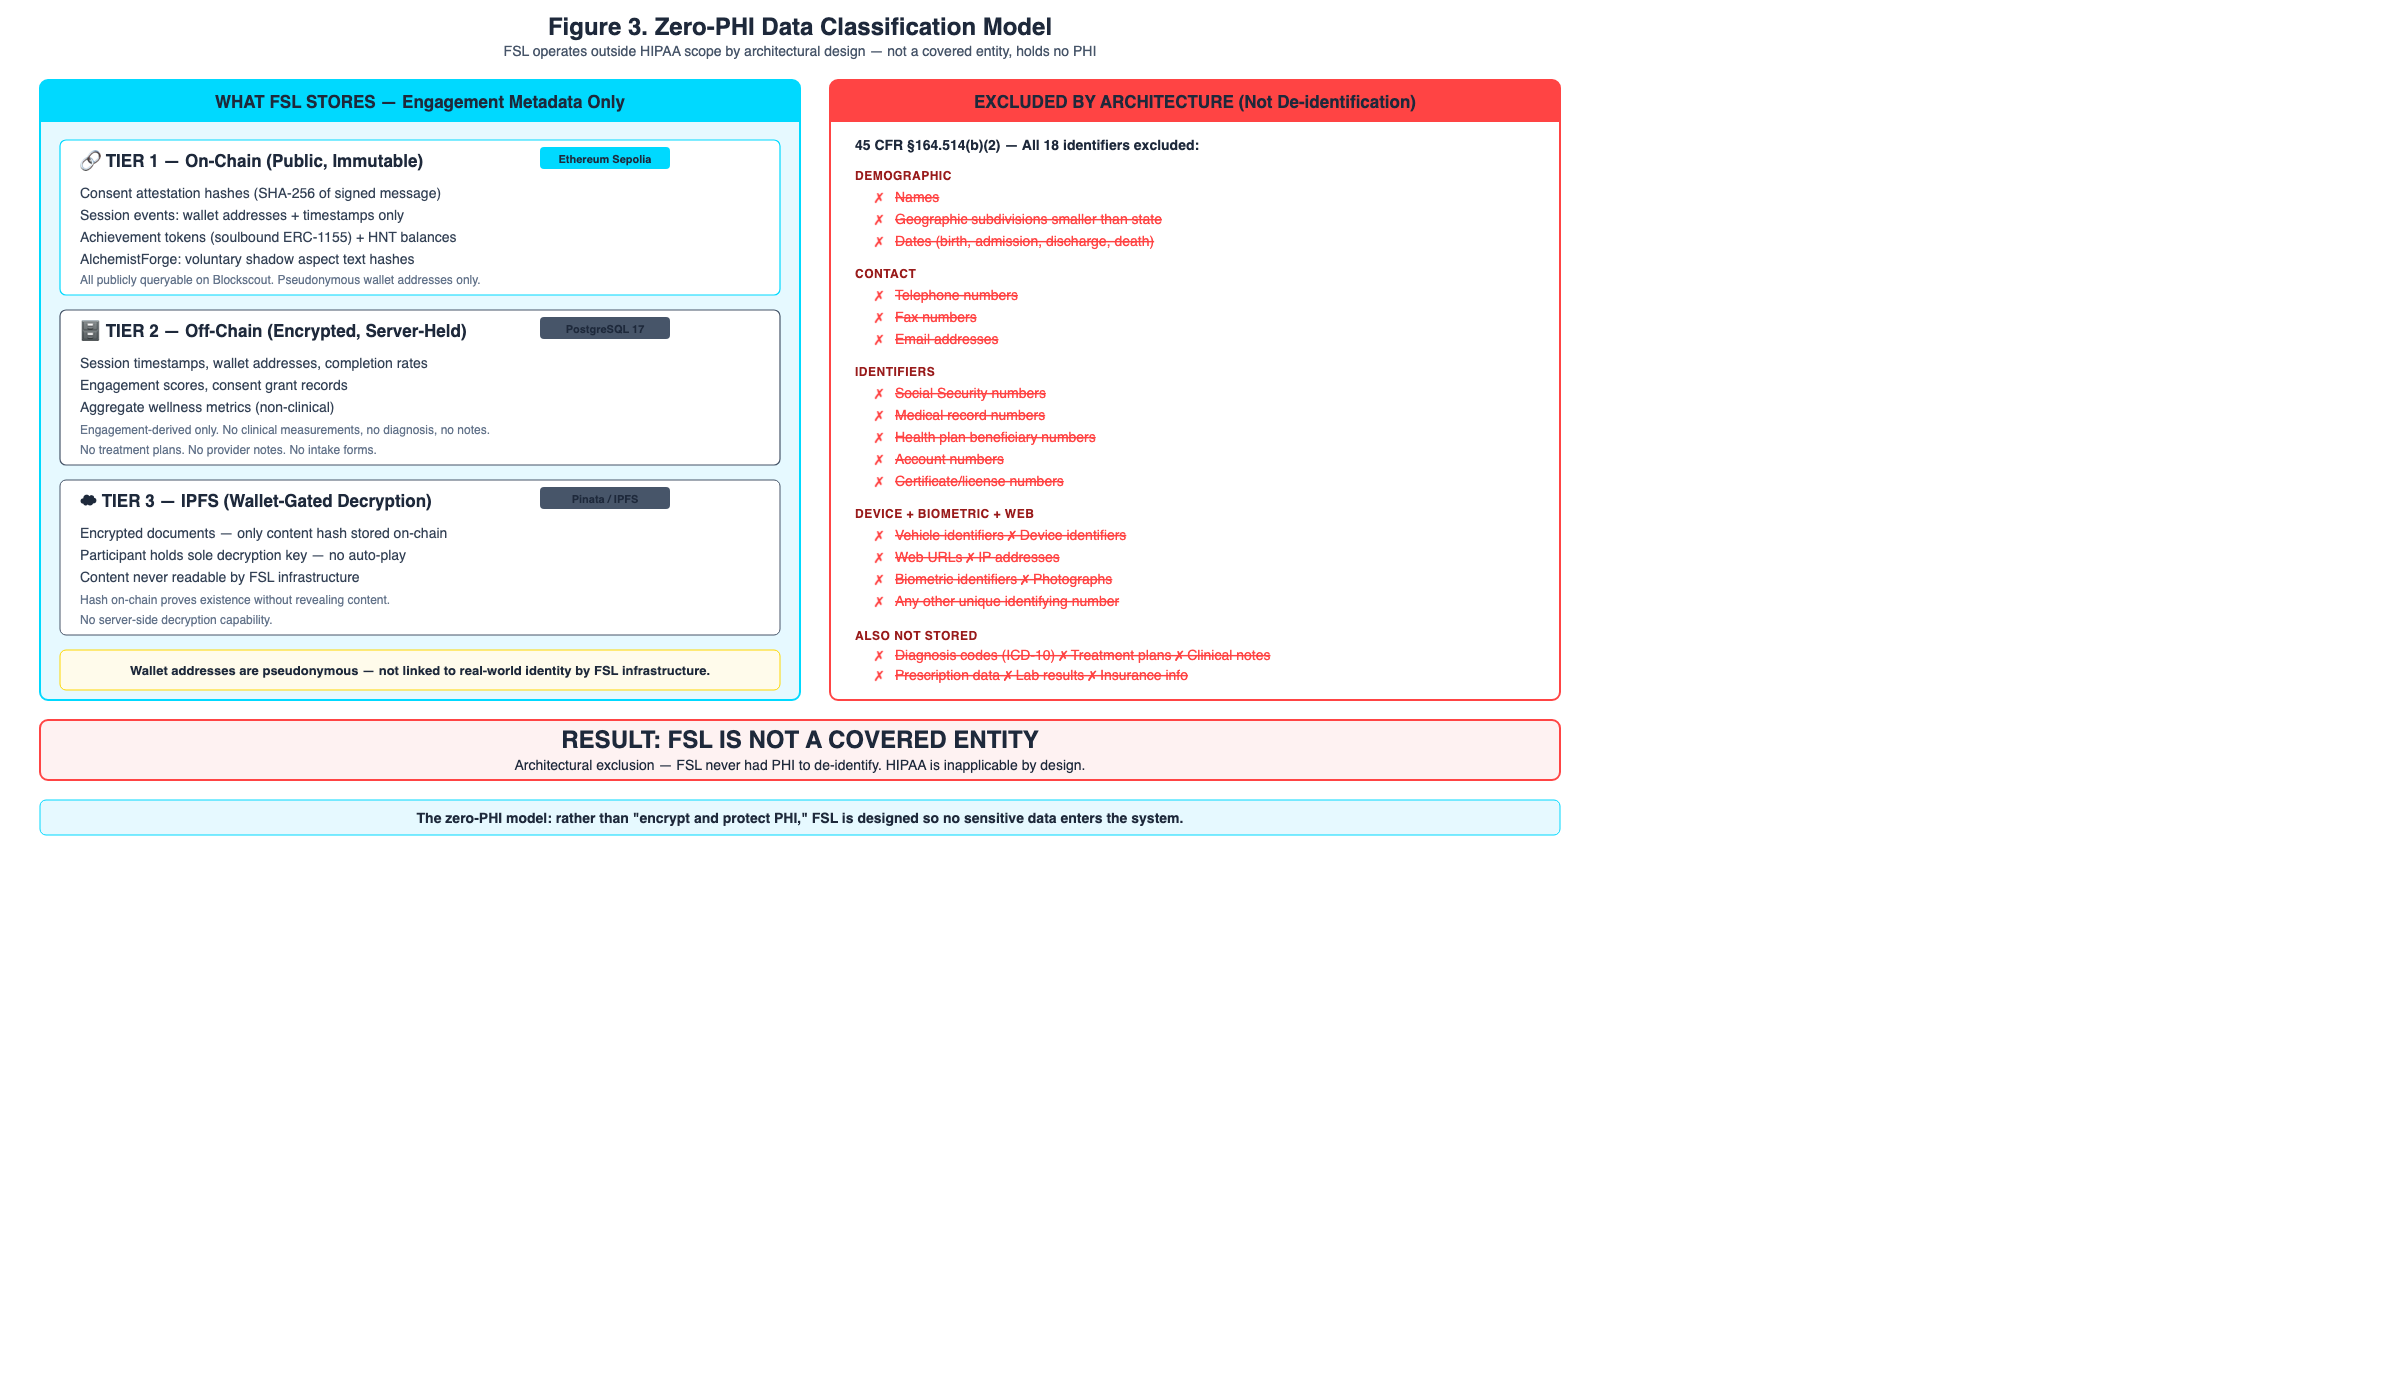 Figure 3. Zero-PHI Data Classification Model
FSL operates outside HIPAA scope by architectural design — not a covered entity, holds no PHI
WHAT FSL STORES — Engagement Metadata Only
🔗 TIER 1 — On-Chain (Public, Immutable)
Ethereum Sepolia
Consent attestation hashes (SHA-256 of signed message)
Session events: wallet addresses + timestamps only
Achievement tokens (soulbound ERC-1155) + HNT balances
AlchemistForge: voluntary shadow aspect text hashes
All publicly queryable on Blockscout. Pseudonymous wallet addresses only.
🗄️ TIER 2 — Off-Chain (Encrypted, Server-Held)
PostgreSQL 17
Session timestamps, wallet addresses, completion rates
Engagement scores, consent grant records
Aggregate wellness metrics (non-clinical)
Engagement-derived only. No clinical measurements, no diagnosis, no notes.
No treatment plans. No provider notes. No intake forms.
☁ TIER 3 — IPFS (Wallet-Gated Decryption)
Pinata / IPFS
Encrypted documents — only content hash stored on-chain
Participant holds sole decryption key — no auto-play
Content never readable by FSL infrastructure
Hash on-chain proves existence without revealing content.
No server-side decryption capability.
Wallet addresses are pseudonymous — not linked to real-world identity by FSL infrastructure.
EXCLUDED BY ARCHITECTURE (Not De-identification)
45 CFR §164.514(b)(2) — All 18 identifiers excluded:
DEMOGRAPHIC
✗ Names
✗ Geographic subdivisions smaller than state
✗ Dates (birth, admission, discharge, death)
CONTACT
✗ Telephone numbers
✗ Fax numbers
✗ Email addresses
IDENTIFIERS
✗ Social Security numbers
✗ Medical record numbers
✗ Health plan beneficiary numbers
✗ Account numbers
✗ Certificate/license numbers
DEVICE + BIOMETRIC + WEB
✗ Vehicle identifiers ✗ Device identifiers
✗ Web URLs ✗ IP addresses
✗ Biometric identifiers ✗ Photographs
✗ Any other unique identifying number
ALSO NOT STORED
✗ Diagnosis codes (ICD-10) ✗ Treatment plans ✗ Clinical notes
✗ Prescription data ✗ Lab results ✗ Insurance info
RESULT: FSL IS NOT A COVERED ENTITY
Architectural exclusion — FSL never had PHI to de-identify. HIPAA is inapplicable by design.
The zero-PHI model: rather than "encrypt and protect PHI," FSL is designed so no sensitive data enters the system.